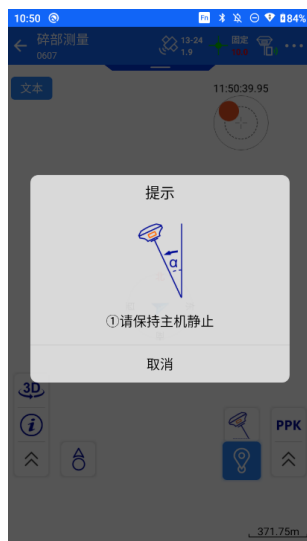 10:50
84%
碎部测量
0607
13-24
1.9
固定
文本
11:50:39.95
提示
α
①请保持主机静止
取消
3D
i
PPK
371.75m